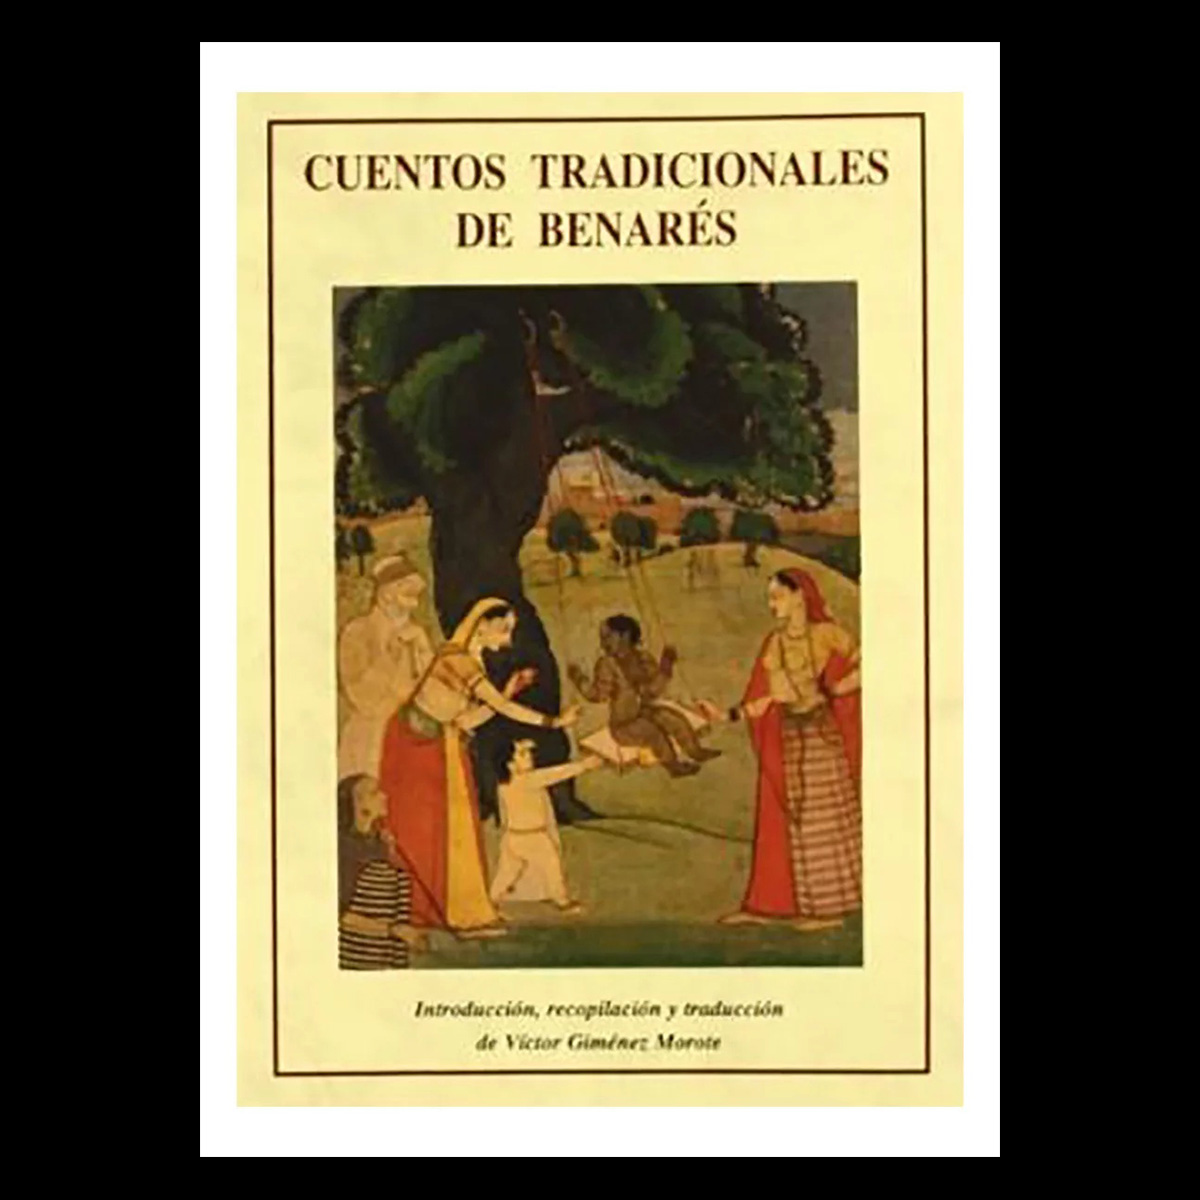 CUENTOS TRADICIONALES
DE BENARÉS
Introducción, recopilación y traducción
de Víctor Giménez Morote